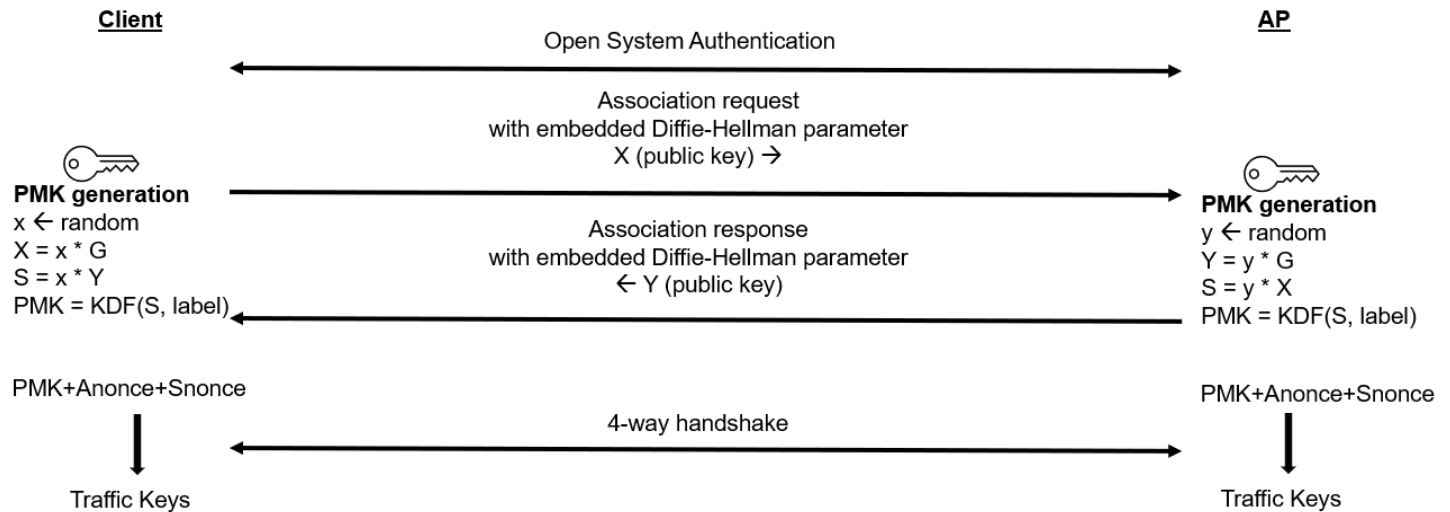 Client
AP
Open System Authentication
Association request
with embedded Diffie-Hellman parameter
X (public key) →
PMK generation
x ← random
X = x * G
S = x * Y
PMK = KDF(S, label)
Association response
with embedded Diffie-Hellman parameter
← Y (public key)
PMK generation
y ← random
Y = y * G
S = y * X
PMK = KDF(S, label)
PMK+Anonce+Snonce
4-way handshake
PMK+Anonce+Snonce
Traffic Keys
Traffic Keys